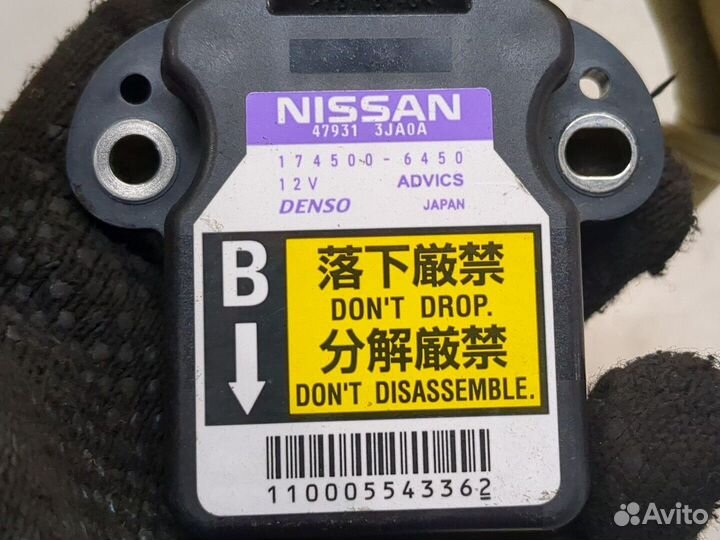 NISSAN
47931 3JA0A
174500-6450
12V ADVICS
DENSO JAPAN
B
落下厳禁
DON'T DROP.
分解厳禁
DON'T DISASSEMBLE.
110005543362
Avito